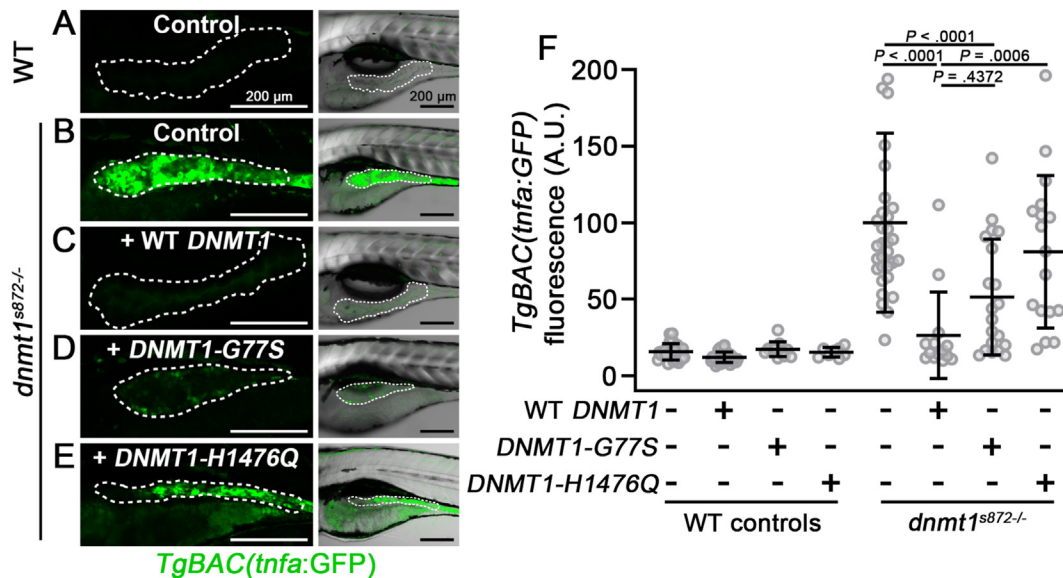 A
Control
200 µm
200 µm
WT
B
Control
C
+ WT DNMT1
D
+ DNMT1-G77S
E
+ DNMT1-H1476Q
dnmt1s872-/-
TgBAC(tnfa:GFP)
F
P < .0001
P < .0001 P = .0006
P = .4372
TgBAC(tnfa:GFP)
fluorescence (A.U.)
200
150
100
50
0
WT DNMT1 - + - - - + - -
DNMT1-G77S - - + - - - + -
DNMT1-H1476Q - - - + - - - +
WT controls
dnmt1s872-/-